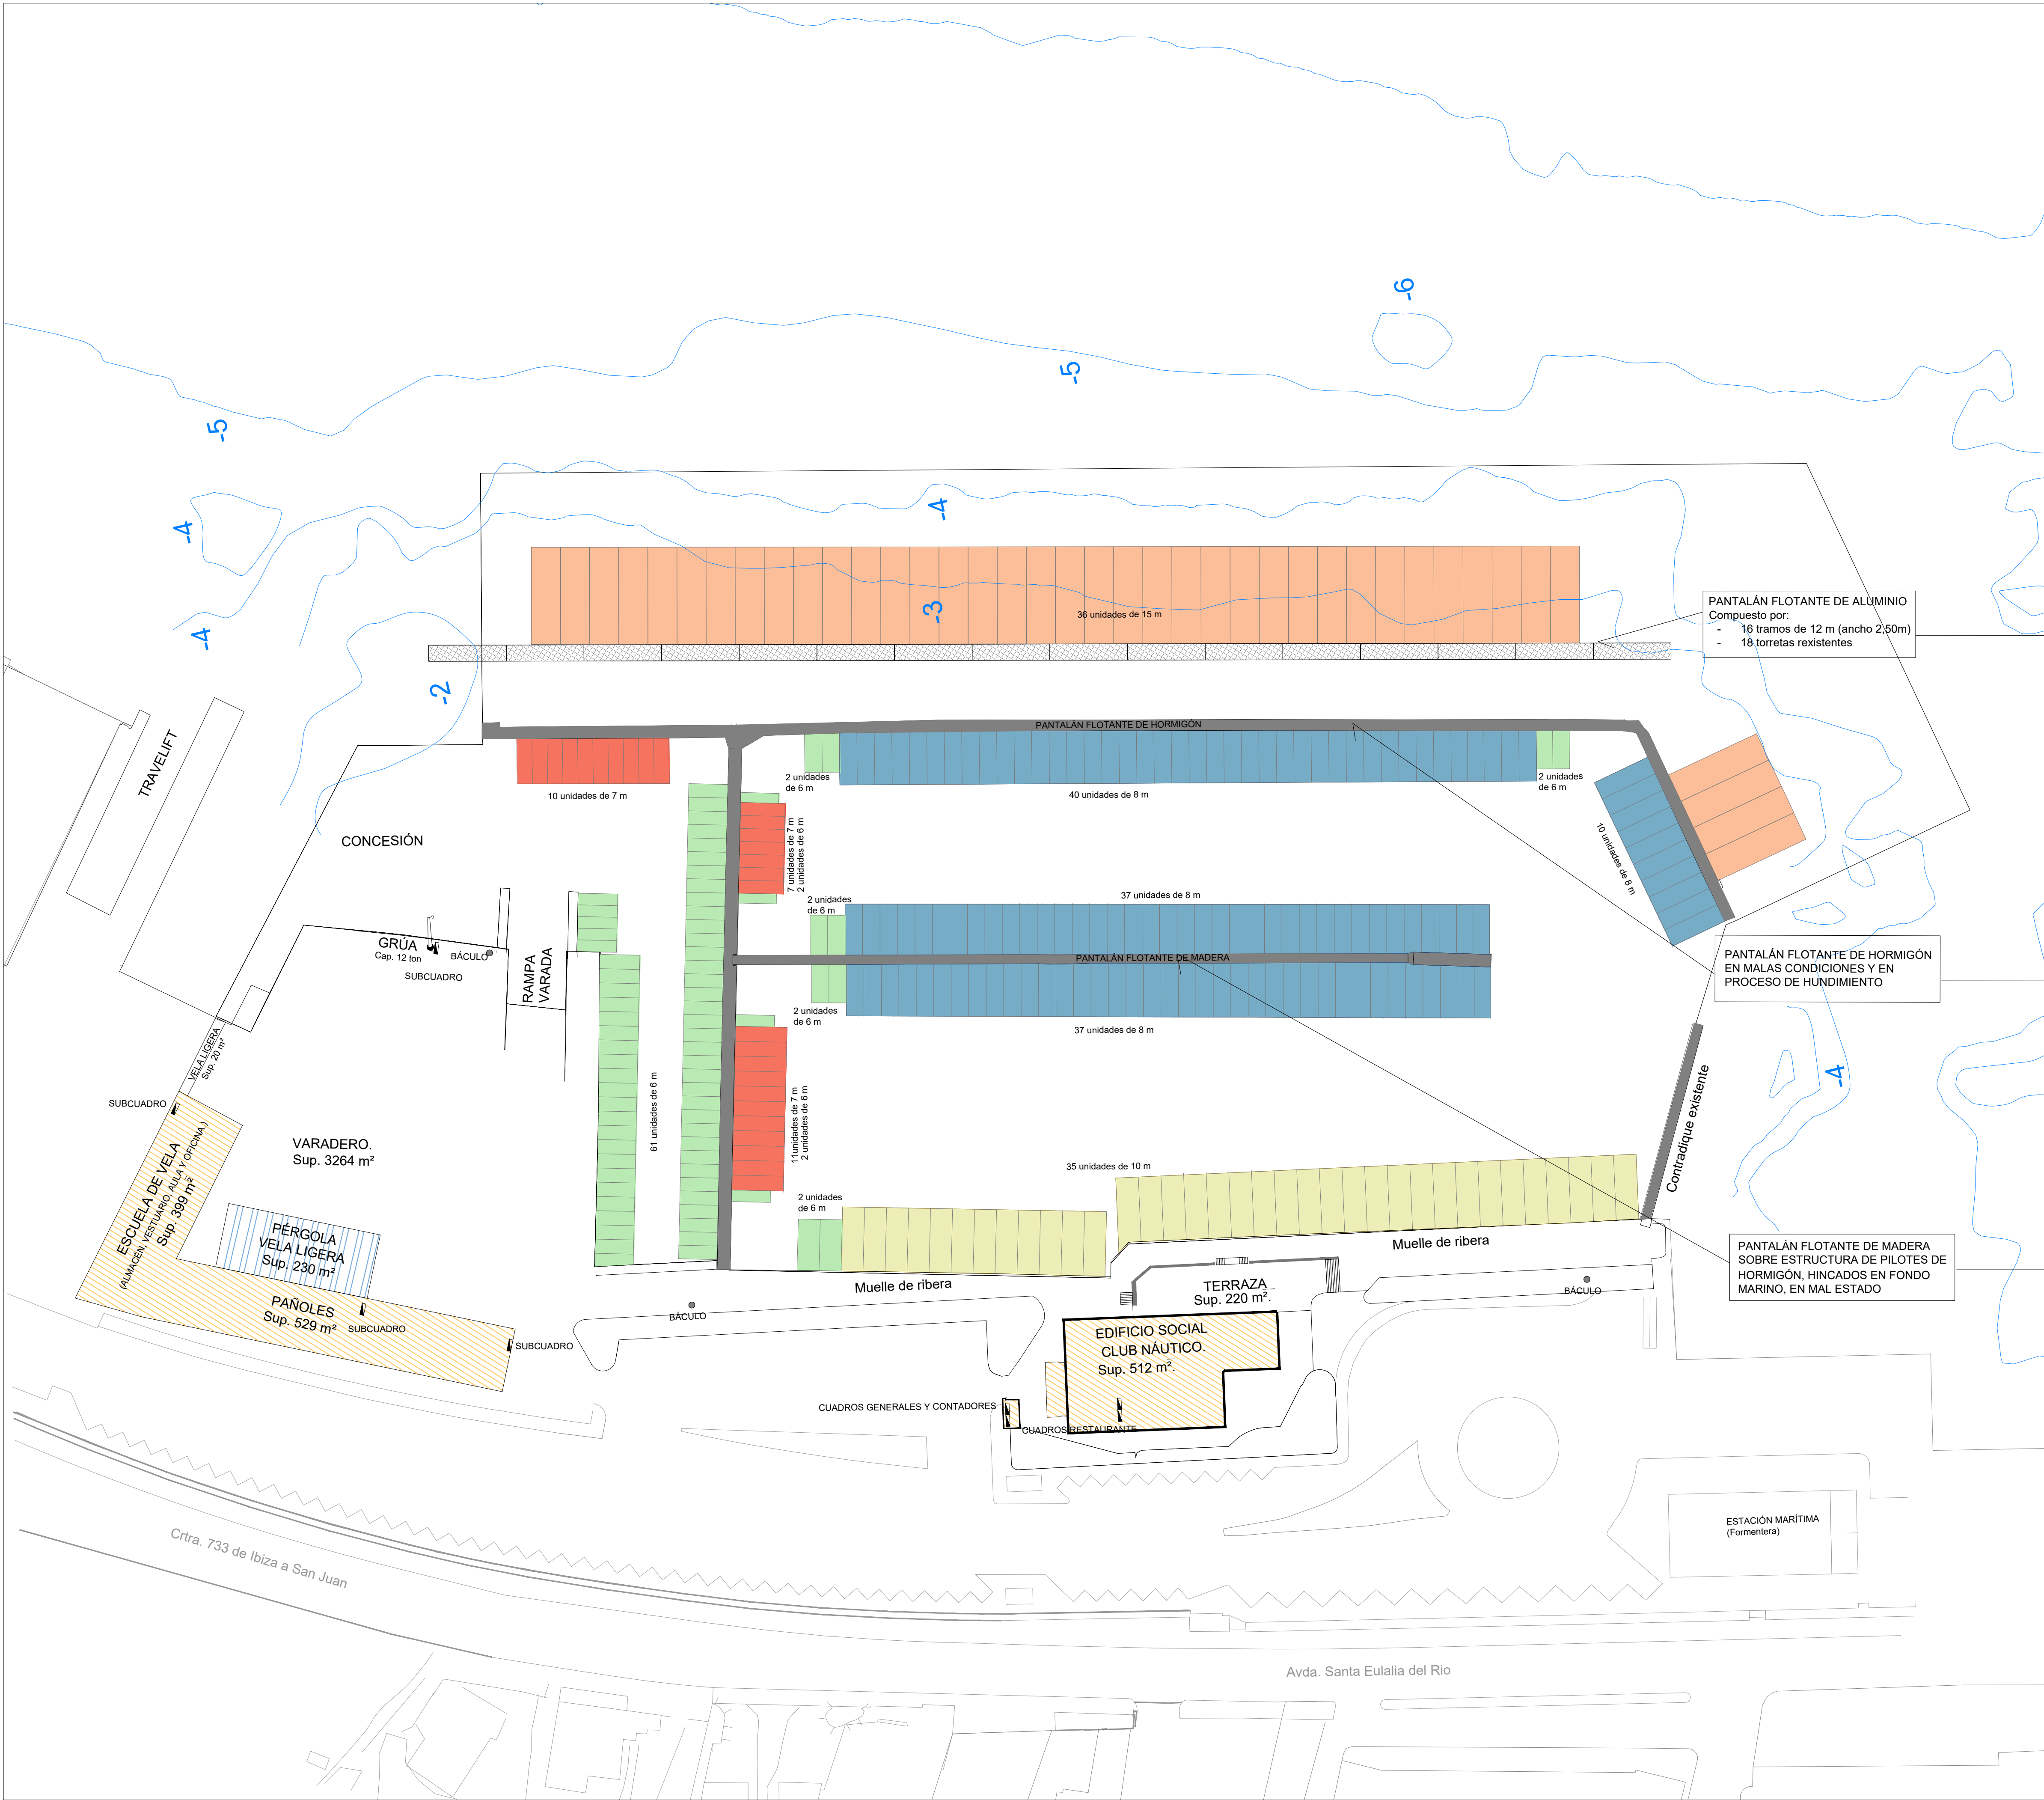 -6
-5
-5
-4
-4
-3
36 unidades de 15 m
PANTALÁN FLOTANTE DE ALUMINIO
Compuesto por:
- 16 tramos de 12 m (ancho 2,50m)
- 18 torretas rexistentes
-4
-2
TRAVELIFT
PANTALÁN FLOTANTE DE HORMIGÓN
2 unidades
de 6 m
2 unidades
de 6 m
10 unidades de 7 m
40 unidades de 8 m
CONCESIÓN
7 unidades de 7 m
2 unidades de 6 m
10 unidades de 8 m
37 unidades de 8 m
2 unidades
de 6 m
GRÚA
Cap. 12 ton
BÁCULO
SUBCUADRO
RAMPA
VARADA
PANTALÁN FLOTANTE DE MADERA
PANTALÁN FLOTANTE DE HORMIGÓN
EN MALAS CONDICIONES Y EN
PROCESO DE HUNDIMIENTO
2 unidades
de 6 m
37 unidades de 8 m
VELA LIGERA
Sup. 20 m²
-4
SUBCUADRO
61 unidades de 6 m
11unidades de 7 m
2 unidades de 6 m
Contradique existente
VARADERO.
Sup. 3264 m²
35 unidades de 10 m
ESCUELA DE VELA
(ALMACÉN, VESTUARIO, AULA Y OFICINA.)
Sup. 399 m²
2 unidades
de 6 m
PÉRGOLA
VELA LIGERA
Sup. 230 m²
Muelle de ribera
PANTALÁN FLOTANTE DE MADERA
SOBRE ESTRUCTURA DE PILOTES DE
HORMIGÓN, HINCADOS EN FONDO
MARINO, EN MAL ESTADO
Muelle de ribera
TERRAZA
Sup. 220 m².
BÁCULO
PAÑOLES
Sup. 529 m²
SUBCUADRO
BÁCULO
SUBCUADRO
EDIFICIO SOCIAL
CLUB NÁUTICO.
Sup. 512 m².
CUADROS GENERALES Y CONTADORES
CUADROS RESTAURANTE
ESTACIÓN MARÍTIMA
(Formentera)
Crtra. 733 de Ibiza a San Juan
Avda. Santa Eulalia del Rio